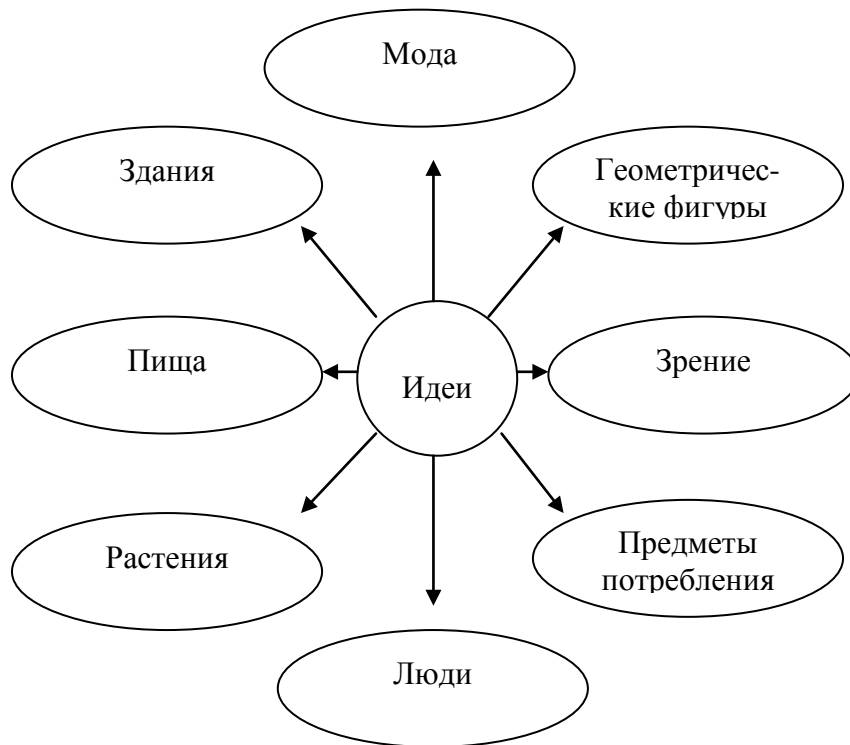 Мода
Здания
Геометричес-
кие фигуры
Пища
Идеи
Зрение
Растения
Предметы
потребления
Люди